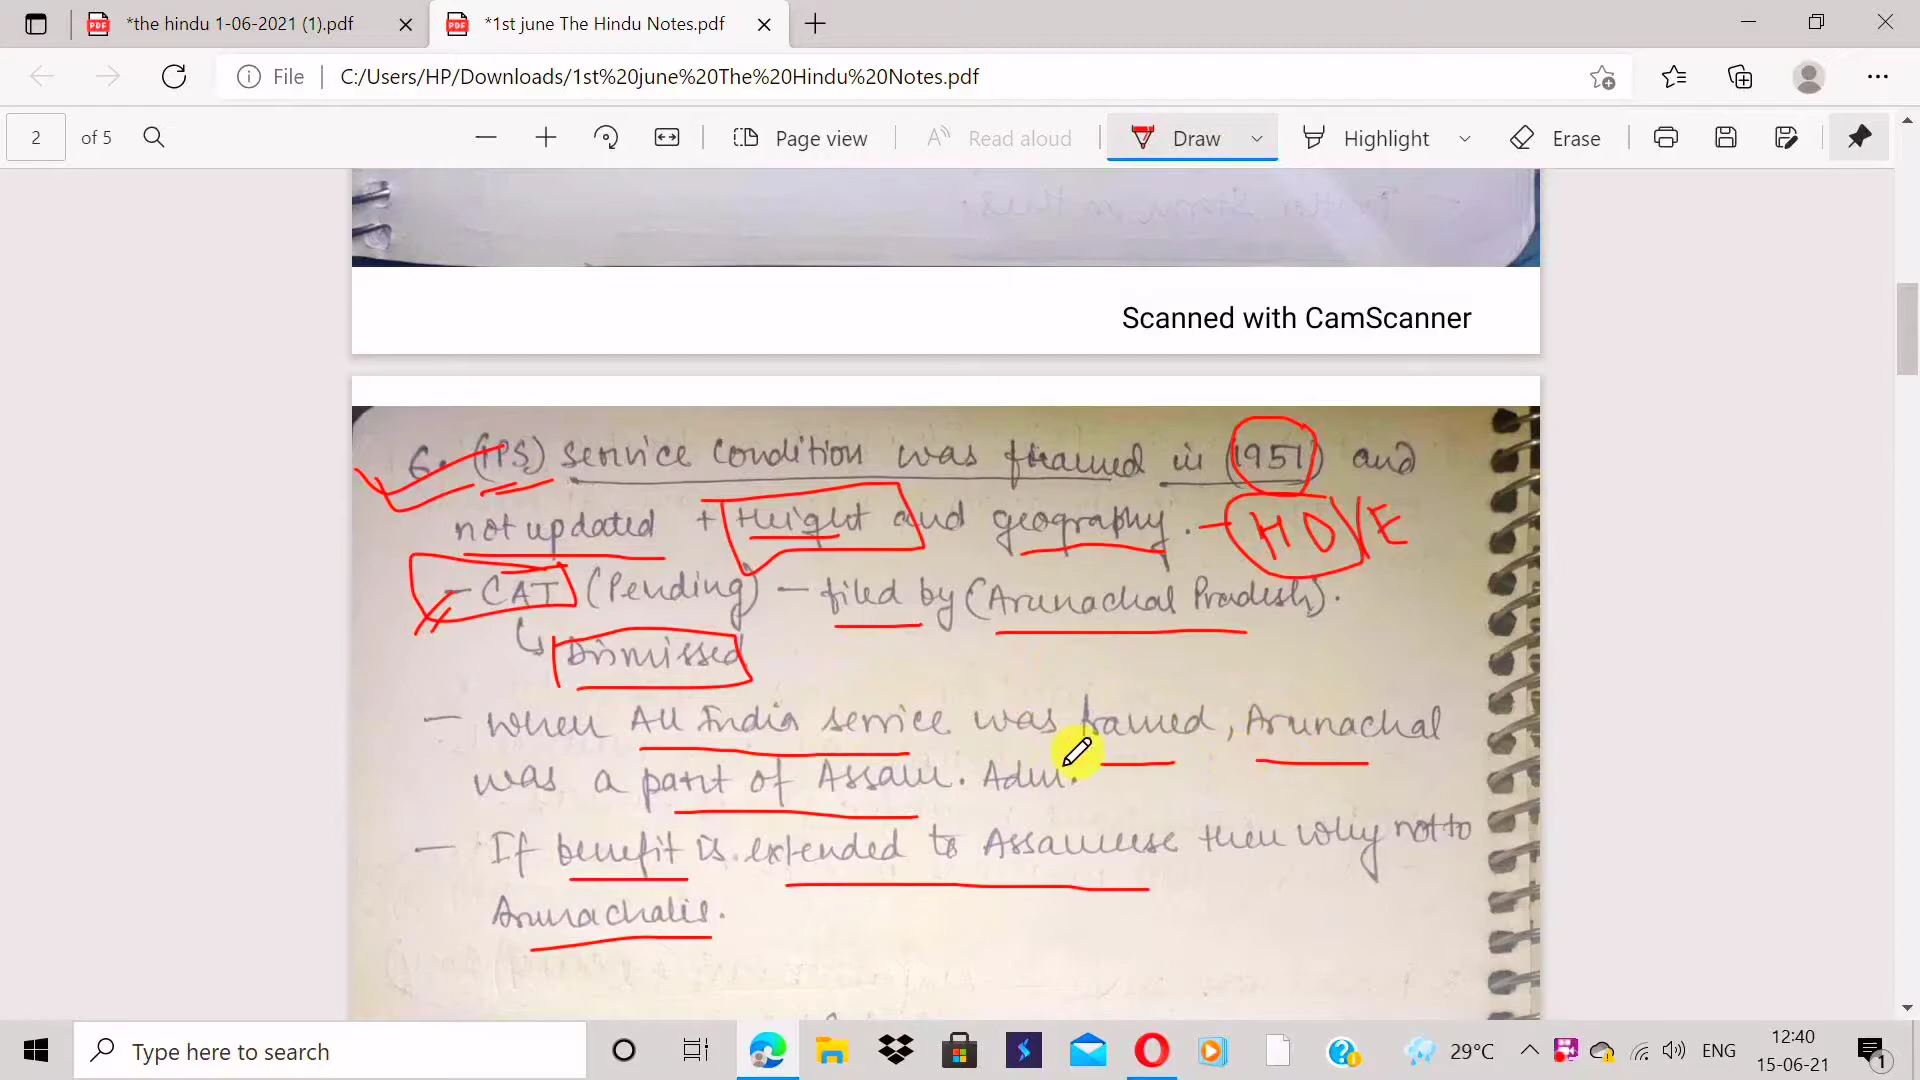 *the hindu 1-06-2021 (1).pdf
*1st june The Hindu Notes.pdf
File
C:/Users/HP/Downloads/1st%20june%20The%20Hindu%20Notes.pdf
2 of 5
Page view
Read aloud
Draw
Highlight
Erase
Scanned with CamScanner
6. (IPS) service condition was framed in (1951) and
not updated + Height and geography. - HD
- CAT (Pending) - filed by (Arunachal Pradesh).
Dismissed
- when All India service was framed, Arunachal
was a part of Assam. Adm.
- If benefit is extended to Assamese then why not to
Arunachalis.
Type here to search
29°C
ENG
12:40
15-06-21
1